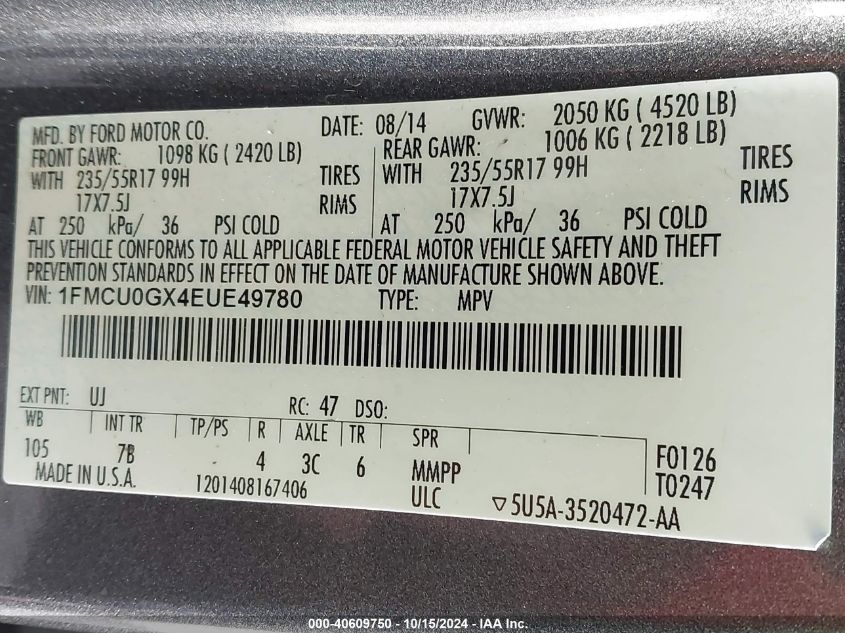 MFD. BY FORD MOTOR CO. DATE: 08/14 GVWR: 2050 KG ( 4520 LB)
FRONT GAWR: 1098 KG ( 2420 LB) REAR GAWR: 1006 KG ( 2218 LB)
WITH 235/55R17 99H TIRES WITH 235/55R17 99H TIRES
17X7.5J RIMS 17X7.5J RIMS
AT 250 kPa/ 36 PSI COLD AT 250 kPa/ 36 PSI COLD
THIS VEHICLE CONFORMS TO ALL APPLICABLE FEDERAL MOTOR VEHICLE SAFETY AND THEFT
PREVENTION STANDARDS IN EFFECT ON THE DATE OF MANUFACTURE SHOWN ABOVE.
VIN: 1FMCU0GX4EUE49780 TYPE: MPV
EXT PNT: UJ RC: 47 DSO:
WB INT TR TP/PS R AXLE TR SPR
105 7B 4 3C 6 MMPP F0126
MADE IN U.S.A. 1201408167406 ULC T0247
▽5U5A-3520472-AA
000-40609750 - 10/15/2024 - IAA Inc.